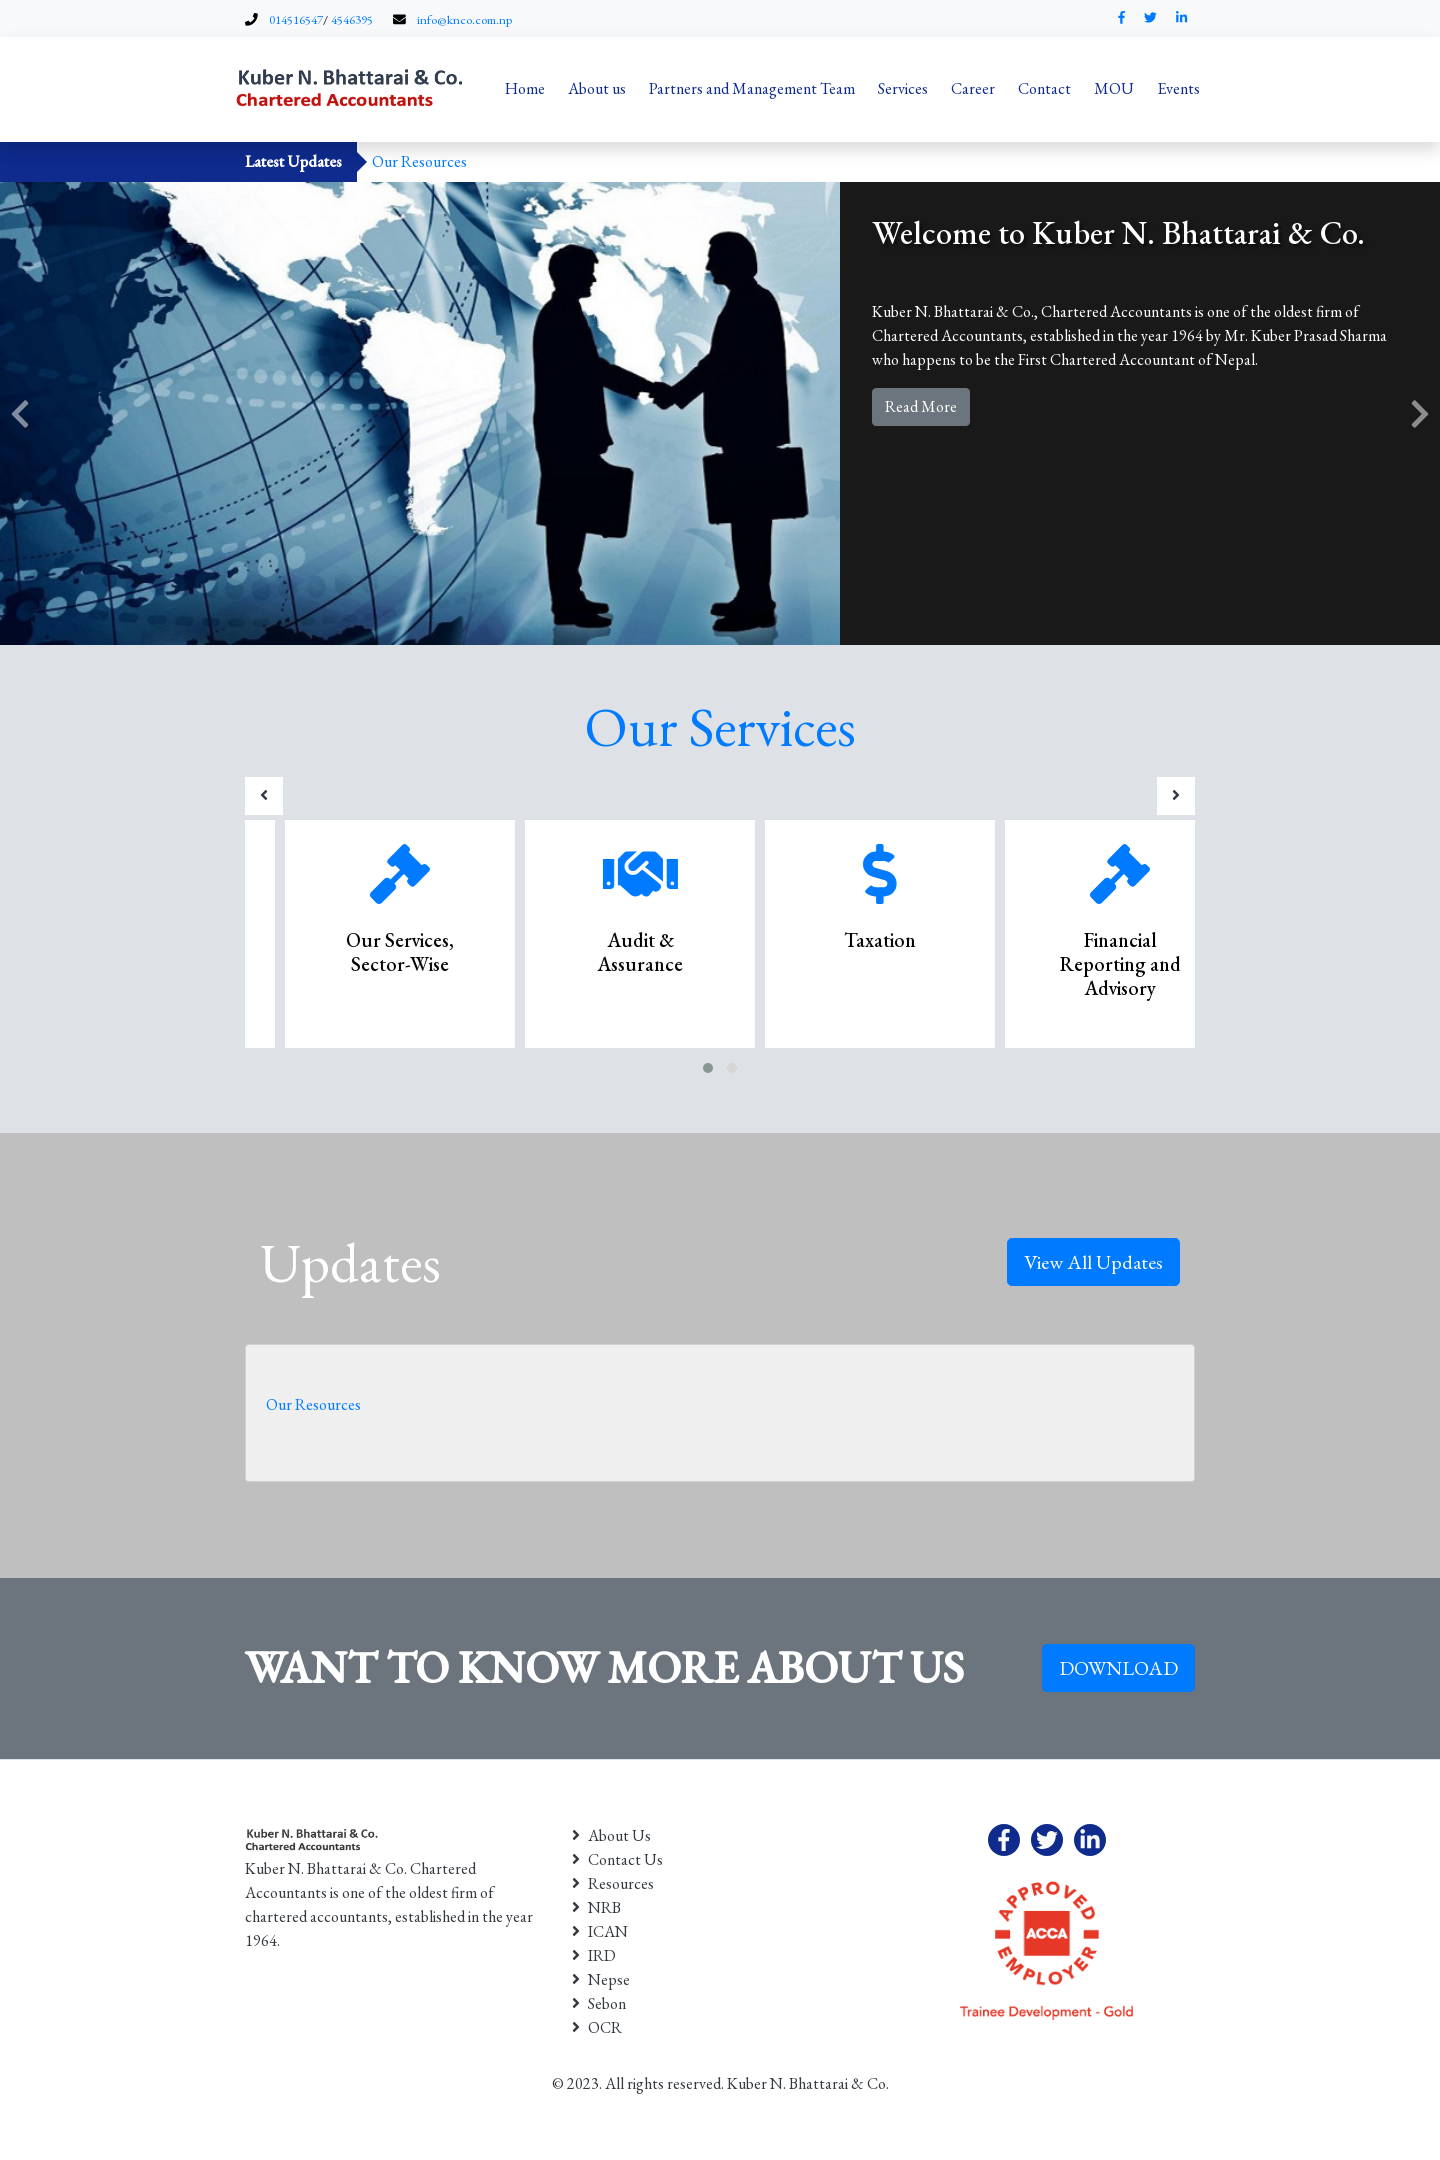 014516547/ 4546395 info@knco.com.np
Kuber N. Bhattarai & Co.
Chartered Accountants
Home About us Partners and Management Team Services Career Contact MOU Events
Latest Updates Our Resources
Welcome to Kuber N. Bhattarai & Co.
Kuber N. Bhattarai & Co., Chartered Accountants is one of the oldest firm of
Chartered Accountants, established in the year 1964 by Mr. Kuber Prasad Sharma
who happens to be the First Chartered Accountant of Nepal.
Read More
Our Services
Our Services,
Sector-Wise
Audit &
Assurance
Taxation
Financial
Reporting and
Advisory
Updates
View All Updates
Our Resources
WANT TO KNOW MORE ABOUT US
DOWNLOAD
Kuber N. Bhattarai & Co.
Chartered Accountants
Kuber N. Bhattarai & Co. Chartered
Accountants is one of the oldest firm of
chartered accountants, established in the year
1964.
About Us
Contact Us
Resources
NRB
ICAN
IRD
Nepse
Sebon
OCR
APPROVED
ACCA
EMPLOYER
Trainee Development - Gold
© 2023. All rights reserved. Kuber N. Bhattarai & Co.